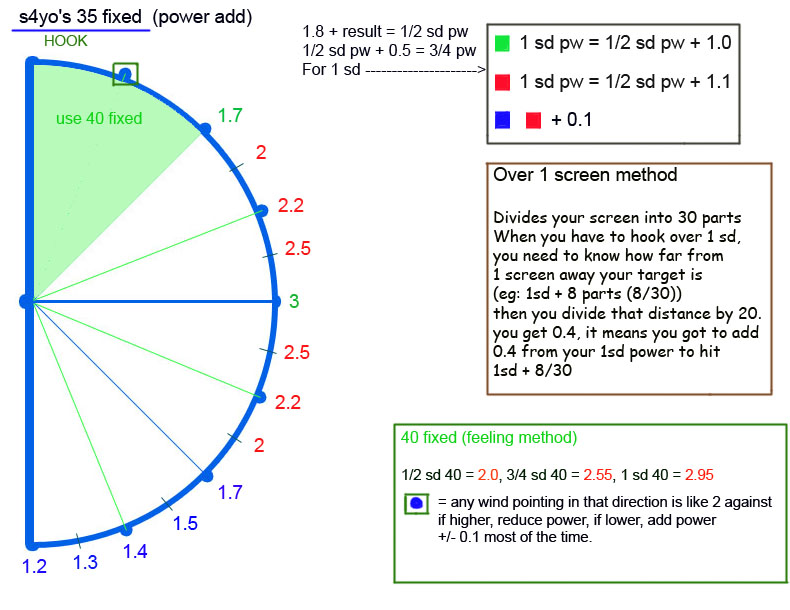 s4yo's 35 fixed (power add)
HOOK
use 40 fixed
1.7
2
2.2
2.5
3
2.5
2.2
2
1.7
1.5
1.4
1.3
1.2
1.8 + result = 1/2 sd pw
1/2 sd pw + 0.5 = 3/4 pw
For 1 sd --------------------->
1 sd pw = 1/2 sd pw + 1.0
1 sd pw = 1/2 sd pw + 1.1
+ 0.1
Over 1 screen method
Divides your screen into 30 parts
When you have to hook over 1 sd,
you need to know how far from
1 screen away your target is
(eg: 1sd + 8 parts (8/30))
then you divide that distance by 20.
you get 0.4, it means you got to add
0.4 from your 1sd power to hit
1sd + 8/30
40 fixed (feeling method)
1/2 sd 40 = 2.0, 3/4 sd 40 = 2.55, 1 sd 40 = 2.95
= any wind pointing in that direction is like 2 against
if higher, reduce power, if lower, add power
+/- 0.1 most of the time.